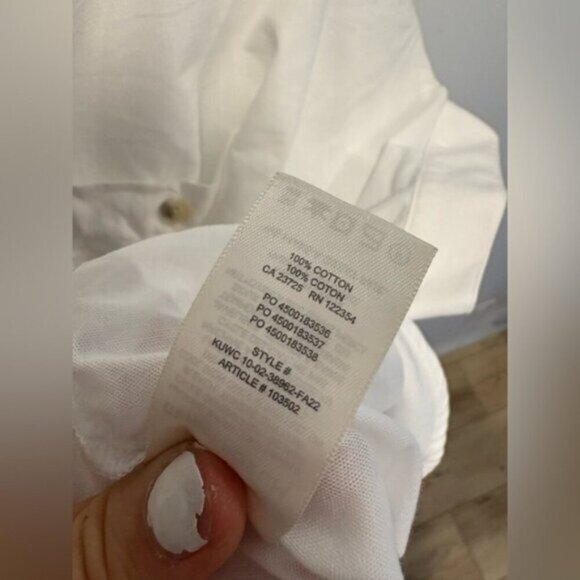 100% COTTON
100% COTON
CA 23725 RN 122354
PO 4500183536
PO 4500183537
PO 4500183538
STYLE #
KUWC 10-02-38962-FA22
ARTICLE # 103502